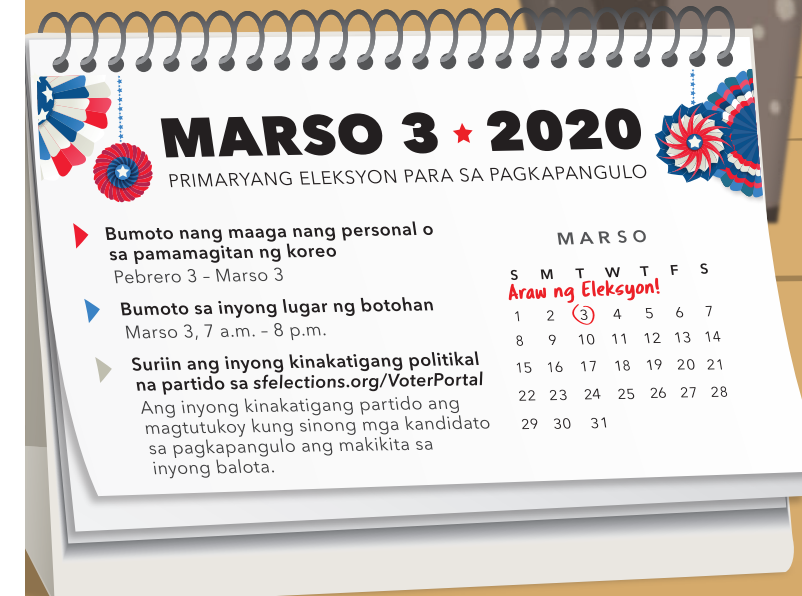 MARSO 3 ★ 2020
PRIMARYANG ELEKSYON PARA SA PAGKAPANGULO
Bumoto nang maaga nang personal o
sa pamamagitan ng koreo
Pebrero 3 – Marso 3
Bumoto sa inyong lugar ng botohan
Marso 3, 7 a.m. – 8 p.m.
Suriin ang inyong kinakatigang politikal
na partido sa sfelections.org/VoterPortal
Ang inyong kinakatigang partido ang
magtutukoy kung sinong mga kandidato
sa pagkapangulo ang makikita sa
inyong balota.
MARSO
S M T W T F S
Araw ng Eleksyon!
1 2 3 4 5 6 7
8 9 10 11 12 13 14
15 16 17 18 19 20 21
22 23 24 25 26 27 28
29 30 31